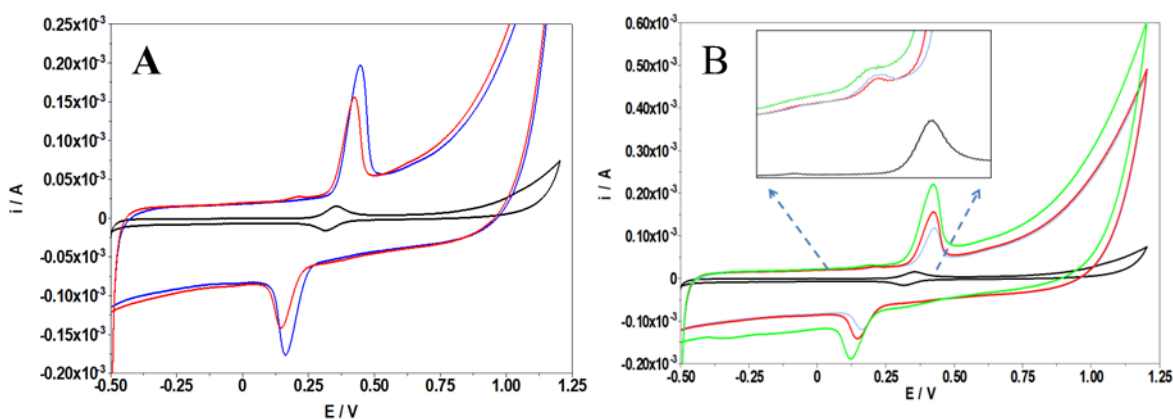 A
i / A
0.25x10⁻³
0.20x10⁻³
0.15x10⁻³
0.10x10⁻³
0.05x10⁻³
0
-0.05x10⁻³
-0.10x10⁻³
-0.15x10⁻³
-0.20x10⁻³
-0.50 -0.25 0 0.25 0.50 0.75 1.00 1.25
E / V
B
i / A
0.60x10⁻³
0.50x10⁻³
0.40x10⁻³
0.30x10⁻³
0.20x10⁻³
0.10x10⁻³
0
-0.10x10⁻³
-0.20x10⁻³
-0.50 -0.25 0 0.25 0.50 0.75 1.00 1.25
E / V